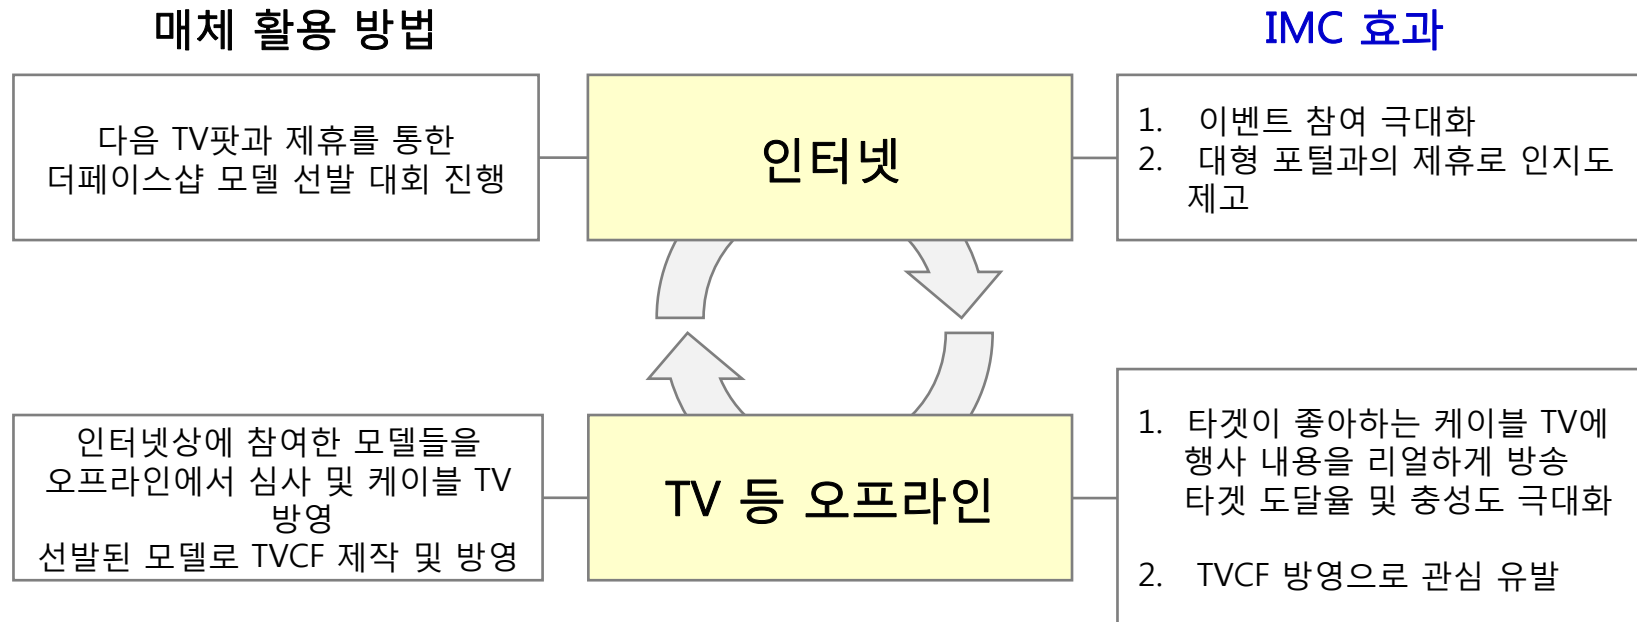 매체 활용 방법
IMC 효과
다음 TV팟과 제휴를 통한
더페이스샵 모델 선발 대회 진행
인터넷
1. 이벤트 참여 극대화
2. 대형 포털과의 제휴로 인지도
제고
인터넷상에 참여한 모델들을
오프라인에서 심사 및 케이블 TV
방영
선발된 모델로 TVCF 제작 및 방영
TV 등 오프라인
1. 타겟이 좋아하는 케이블 TV에
행사 내용을 리얼하게 방송
타겟 도달율 및 충성도 극대화
2. TVCF 방영으로 관심 유발